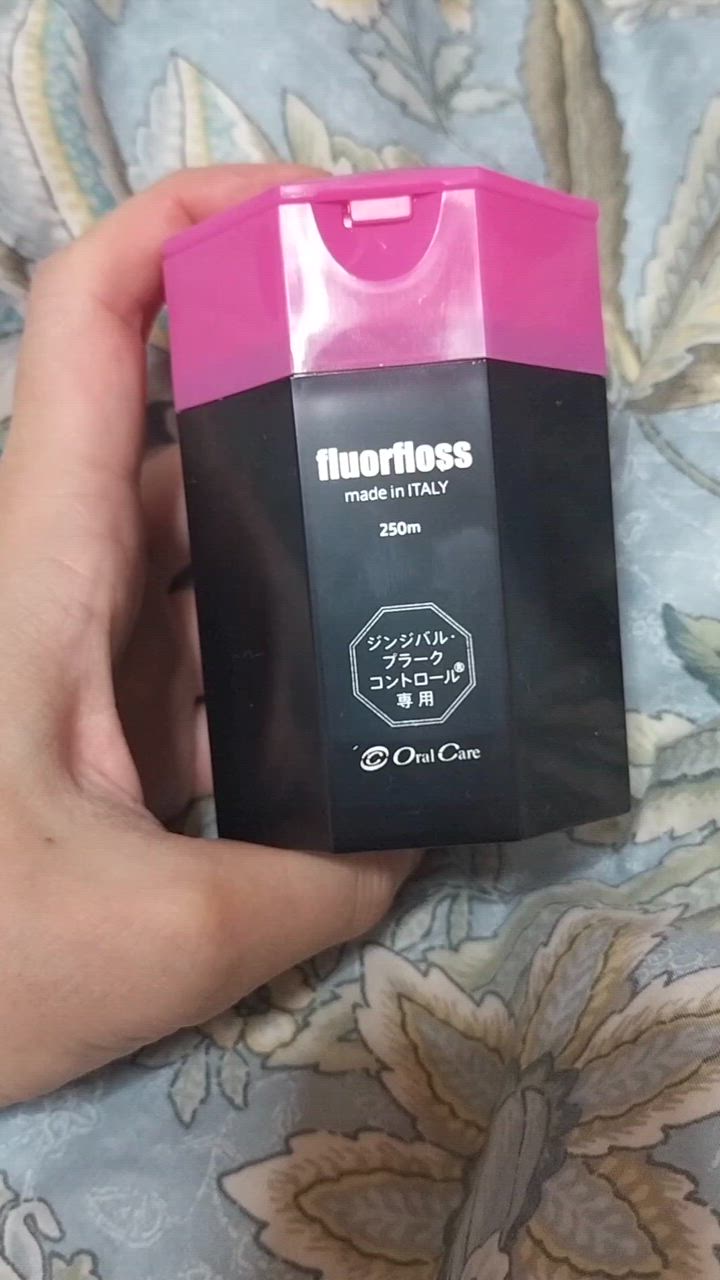 fluorfloss
made in ITALY
250m
ジンジバル・
プラーク
コントロール®
専用
Oral Care